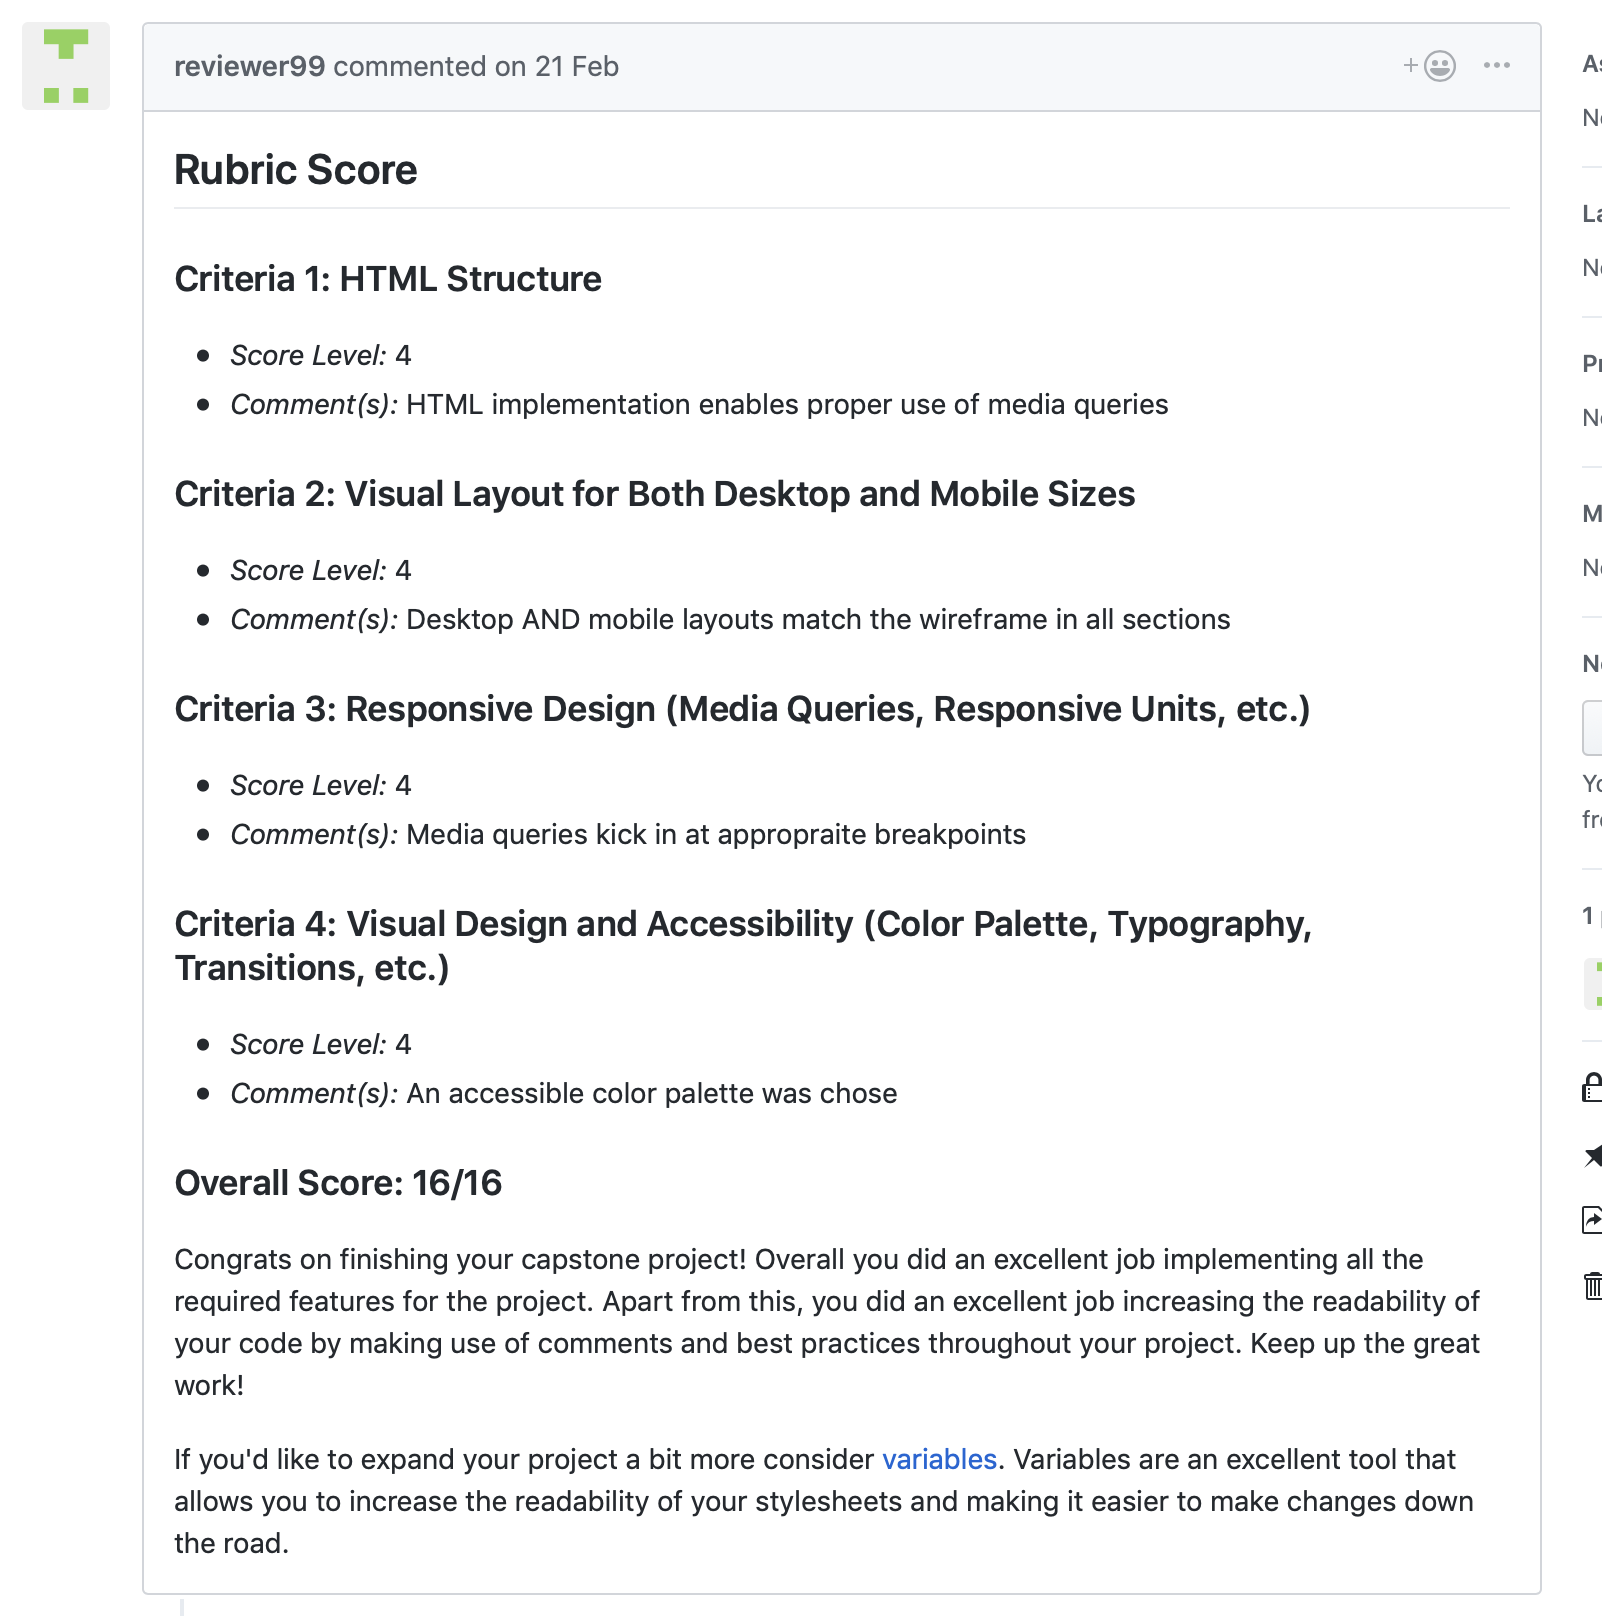 reviewer99 commented on 21 Feb
Rubric Score
Criteria 1: HTML Structure
Score Level: 4
Comment(s): HTML implementation enables proper use of media queries
Criteria 2: Visual Layout for Both Desktop and Mobile Sizes
Score Level: 4
Comment(s): Desktop AND mobile layouts match the wireframe in all sections
Criteria 3: Responsive Design (Media Queries, Responsive Units, etc.)
Score Level: 4
Comment(s): Media queries kick in at appropraite breakpoints
Criteria 4: Visual Design and Accessibility (Color Palette, Typography,
Transitions, etc.)
Score Level: 4
Comment(s): An accessible color palette was chose
Overall Score: 16/16
Congrats on finishing your capstone project! Overall you did an excellent job implementing all the
required features for the project. Apart from this, you did an excellent job increasing the readability of
your code by making use of comments and best practices throughout your project. Keep up the great
work!
If you'd like to expand your project a bit more consider variables. Variables are an excellent tool that
allows you to increase the readability of your stylesheets and making it easier to make changes down
the road.